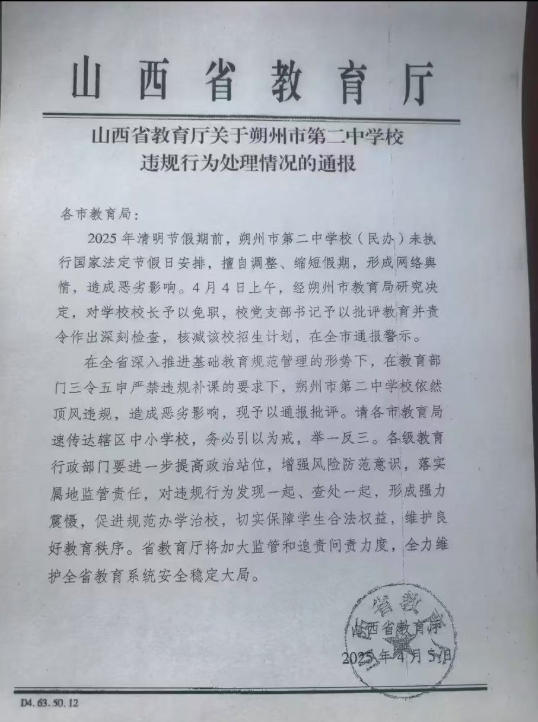 山西省教育厅
山西省教育厅关于朔州市第二中学校
违规行为处理情况的通报
各市教育局：
2025年清明节假期前，朔州市第二中学校（民办）未执
行国家法定节假日安排，擅自调整、缩短假期，形成网络舆
情，造成恶劣影响。4月4日上午，经朔州市教育局研究决
定，对学校校长予以免职，校党支部书记予以批评教育并责
令作出深刻检查，核减该校招生计划，在全市通报警示。
在全省深入推进基础教育规范管理的形势下，在教育部
门三令五申严禁违规补课的要求下，朔州市第二中学校依然
顶风违规，造成恶劣影响，现予以通报批评。请各市教育局
速传达辖区中小学校，务必引以为戒，举一反三。各级教育
行政部门要进一步提高政治站位，增强风险防范意识，落实
属地监管责任，对违规行为发现一起、查处一起，形成强力
震慑，促进规范办学治校，切实保障学生合法权益，维护良
好教育秩序。省教育厅将加大监管和追责问责力度，全力维
护全省教育系统安全稳定大局。
山西省教育厅
2025年4月5日
D4.63.50.12